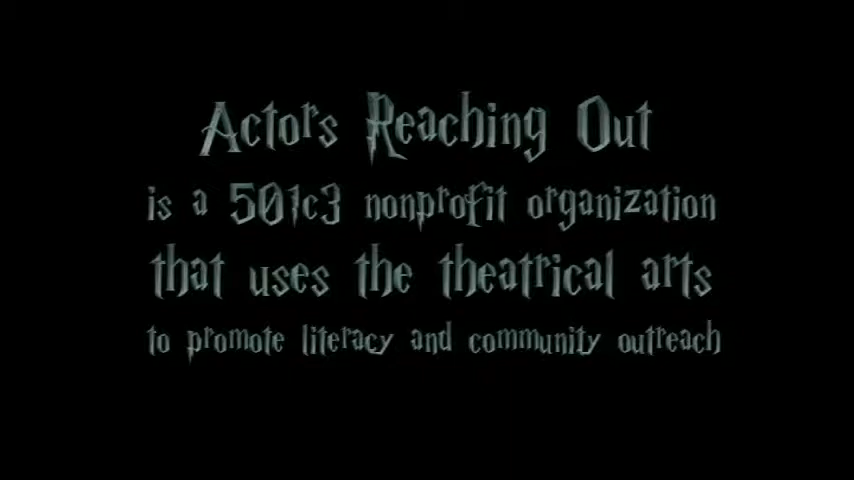 Actors Reaching Out
is a 501c3 nonprofit organization
that uses the theatrical arts
to promote literacy and community outreach